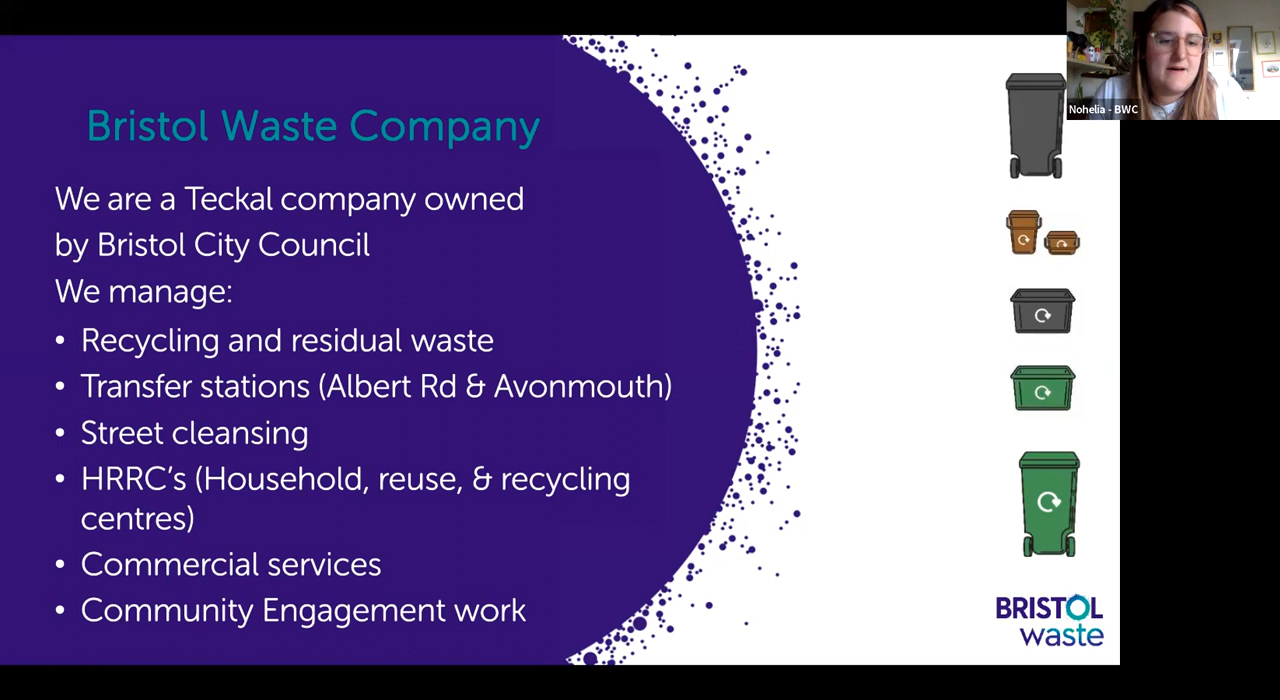 Nohelia - BWC
Bristol Waste Company
We are a Teckal company owned
by Bristol City Council
We manage:
• Recycling and residual waste
• Transfer stations (Albert Rd & Avonmouth)
• Street cleansing
• HRRC’s (Household, reuse, & recycling
centres)
• Commercial services
• Community Engagement work
BRISTOL
waste